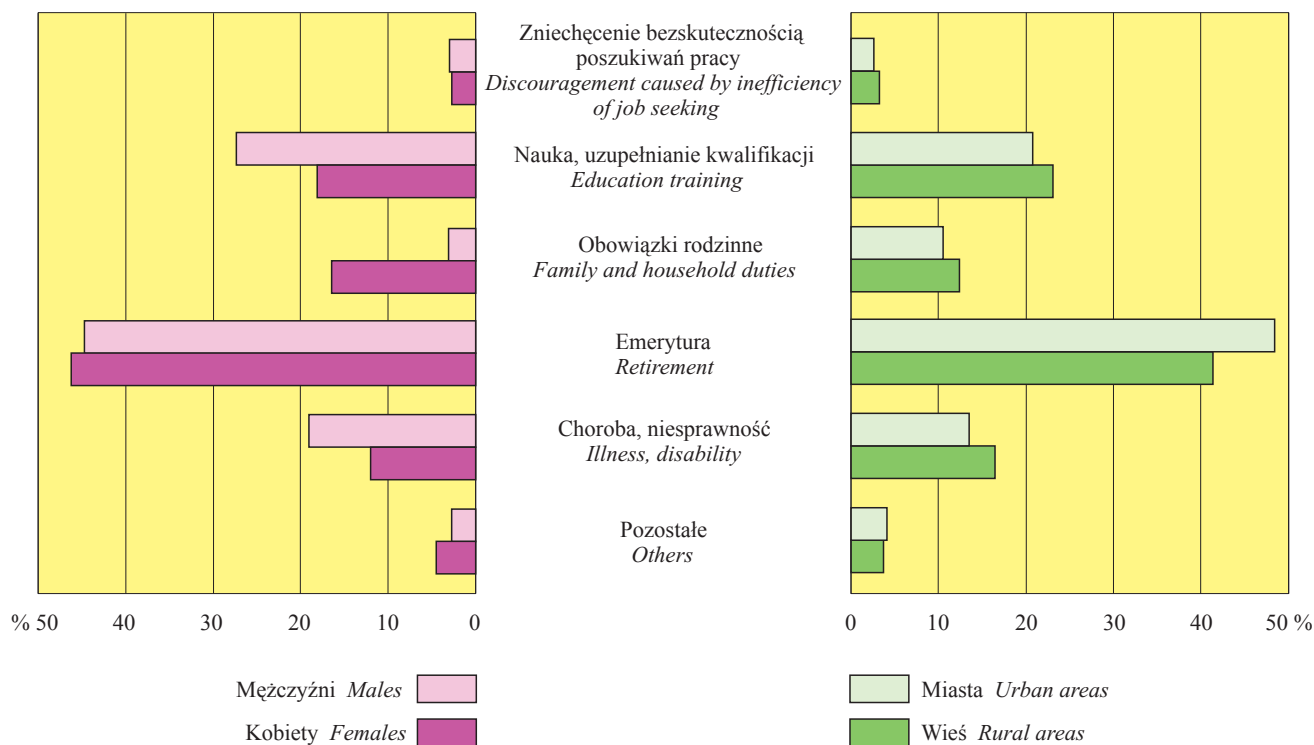 Zniechęcenie bezskutecznością
poszukiwań pracy
Discouragement caused by inefficiency
of job seeking
Nauka, uzupełnianie kwalifikacji
Education training
Obowiązki rodzinne
Family and household duties
Emerytura
Retirement
Choroba, niesprawność
Illness, disability
Pozostałe
Others
% 50 40 30 20 10 0
0 10 20 30 40 50 %
Mężczyźni Males
Kobiety Females
Miasta Urban areas
Wieś Rural areas